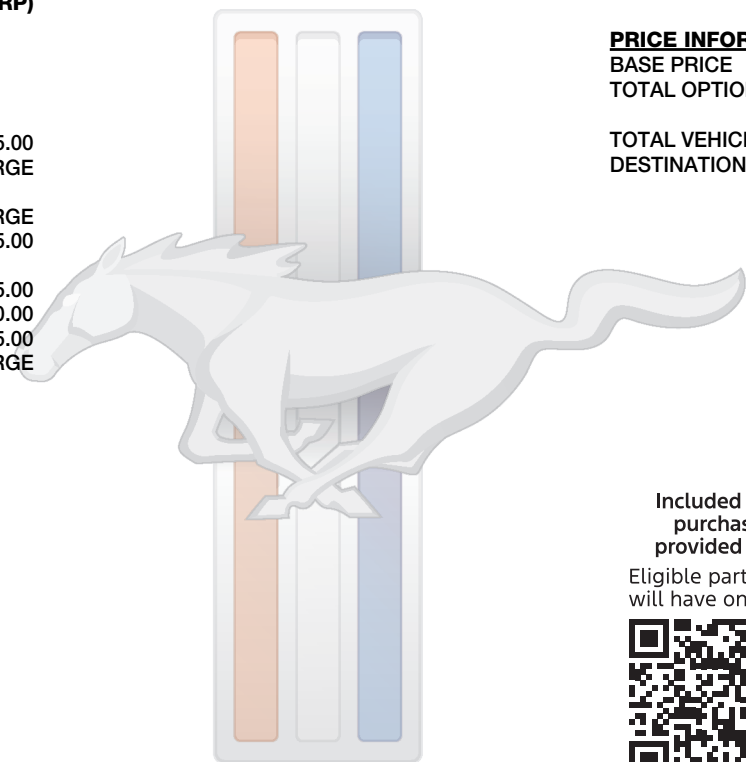 RP)
5.00
RGE
RGE
5.00
5.00
0.00
5.00
RGE
PRICE INFOR
BASE PRICE
TOTAL OPTIO
TOTAL VEHIC
DESTINATION
Included
purchas
provided
Eligible part
will have on